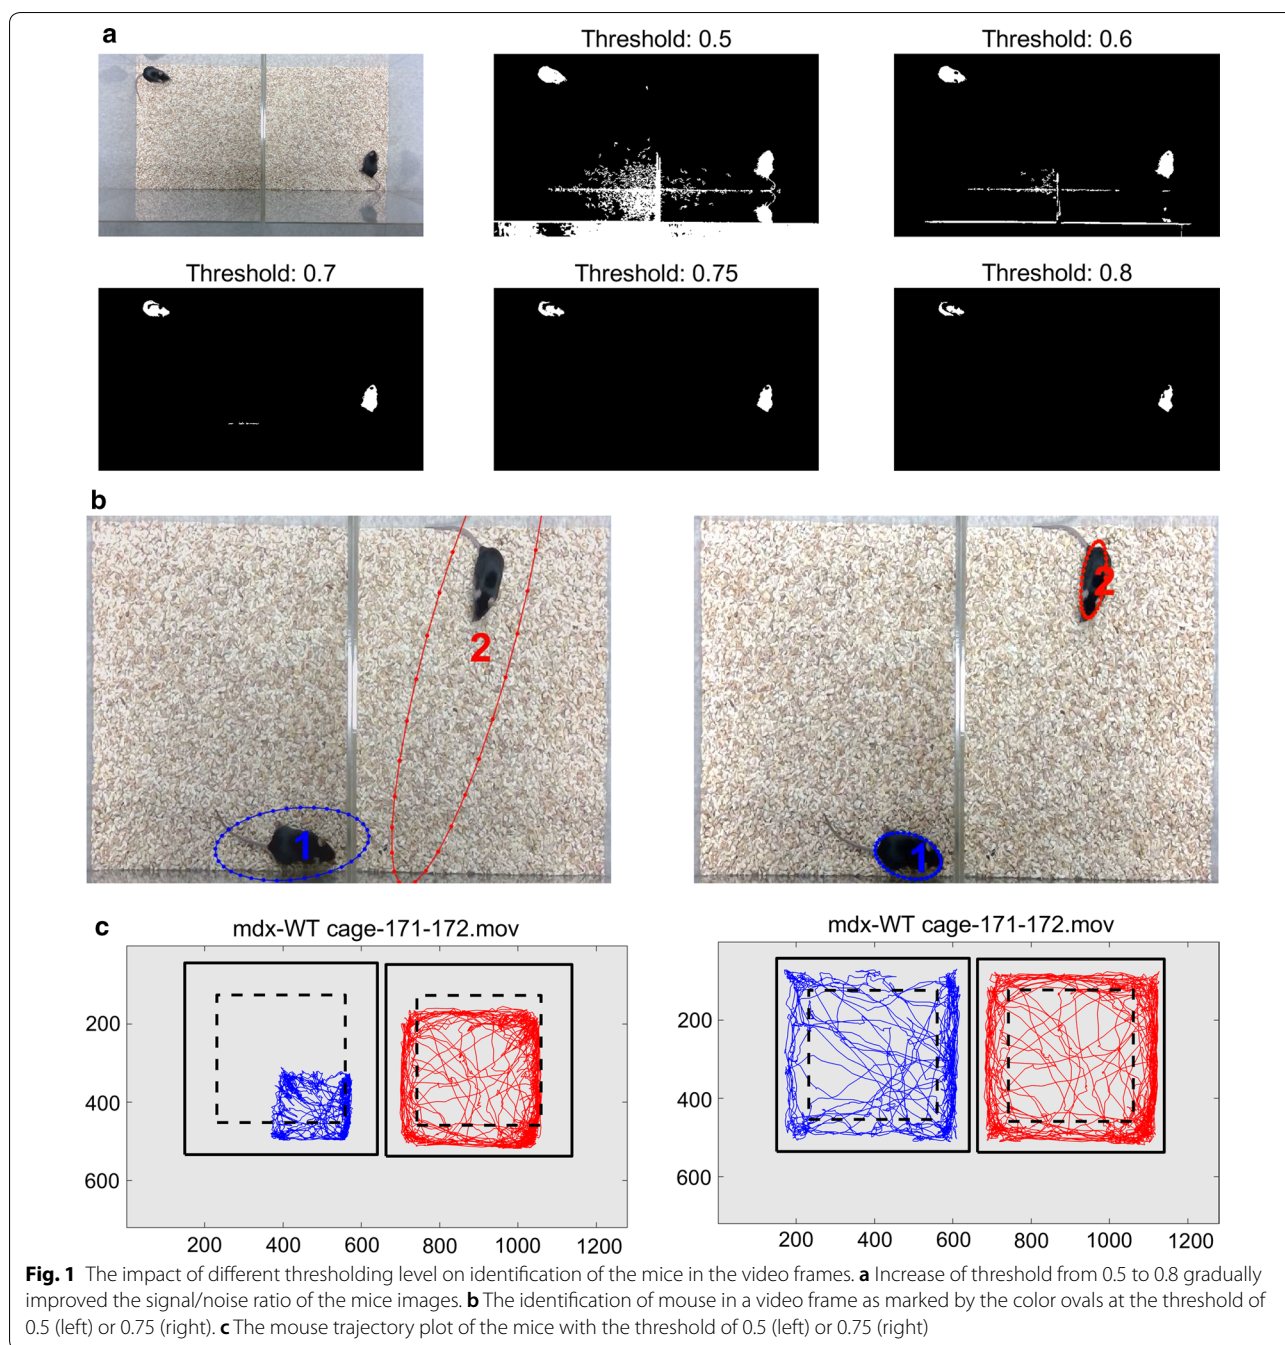 a
Threshold: 0.5
Threshold: 0.6
Threshold: 0.7
Threshold: 0.75
Threshold: 0.8
b
2
1
2
1
c
mdx-WT cage-171-172.mov
200
400
600
200
400
600
800
1000
1200
mdx-WT cage-171-172.mov
200
400
600
200
400
600
800
1000
1200
Fig. 1 The impact of different thresholding level on identification of the mice in the video frames. a Increase of threshold from 0.5 to 0.8 gradually
improved the signal/noise ratio of the mice images. b The identification of mouse in a video frame as marked by the color ovals at the threshold of
0.5 (left) or 0.75 (right). c The mouse trajectory plot of the mice with the threshold of 0.5 (left) or 0.75 (right)